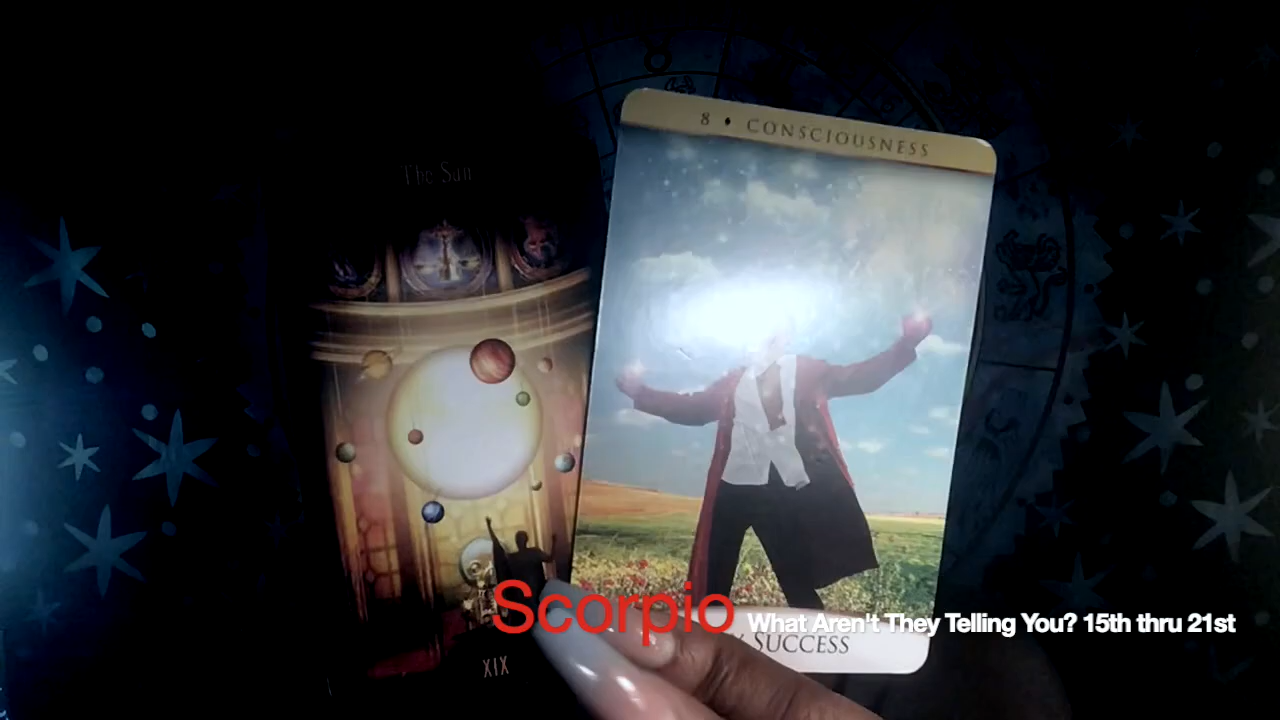 The Sun
8 ♦ CONSCIOUSNESS
Scorpio What Aren't They Telling You? 15th thru 21st
SUCCESS
XIX